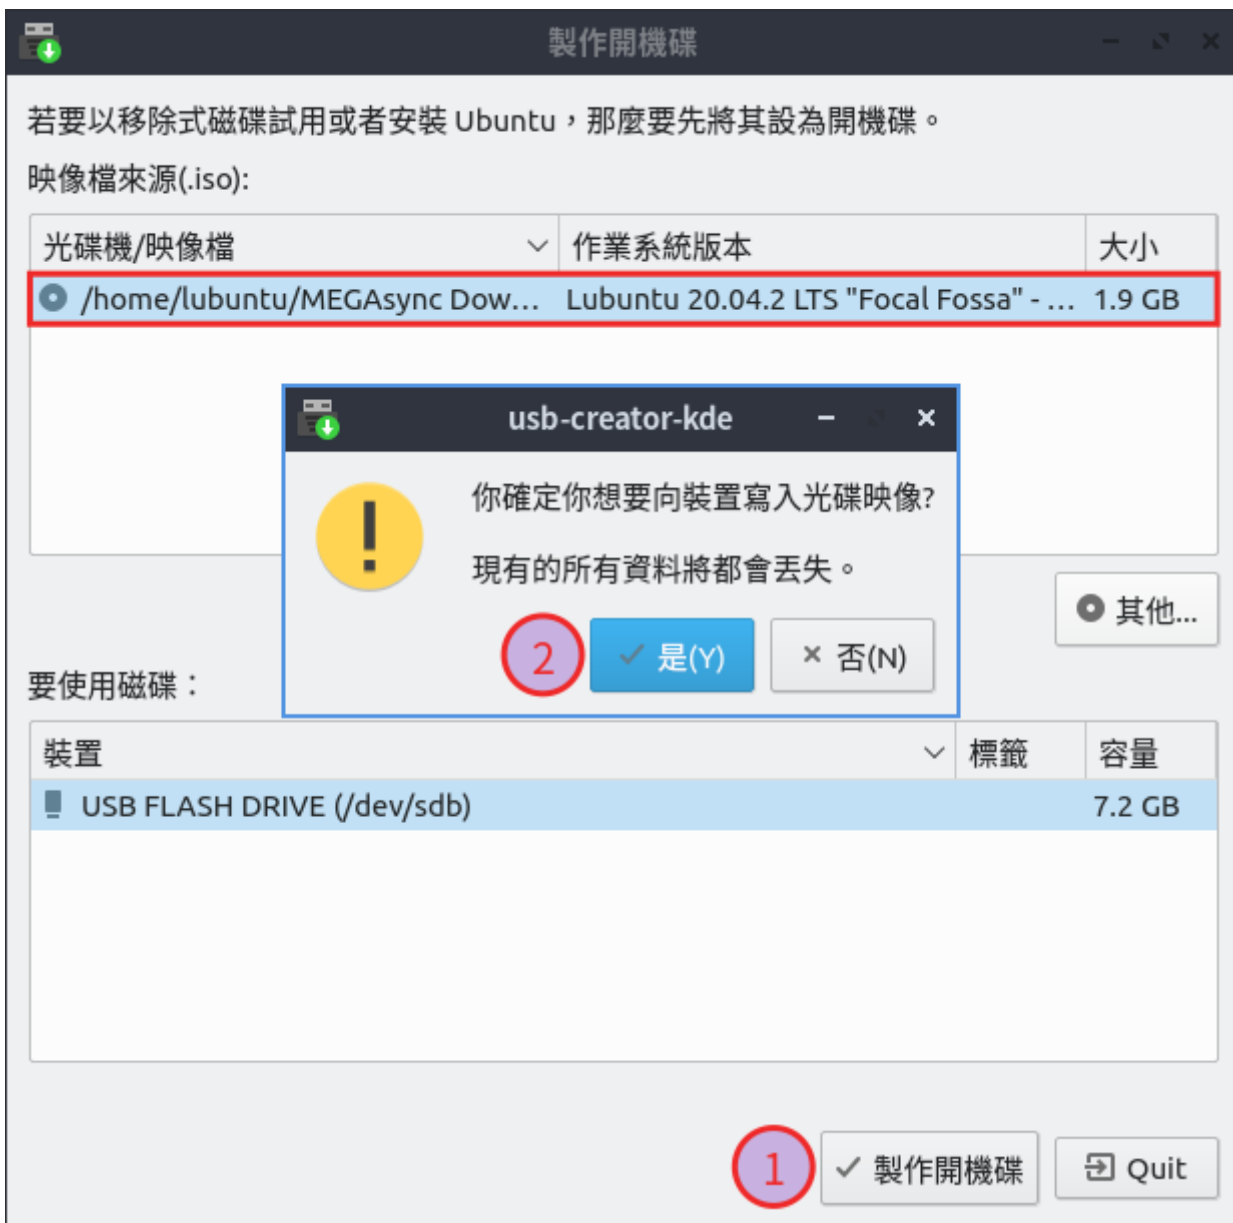 製作開機碟
若要以移除式磁碟試用或者安裝 Ubuntu，那麼要先將其設為開機碟。
映像檔來源(.iso):
光碟機/映像檔 作業系統版本 大小
/home/lubuntu/MEGAsync Dow... Lubuntu 20.04.2 LTS "Focal Fossa" - ... 1.9 GB
usb-creator-kde
你確定你想要向裝置寫入光碟映像?
現有的所有資料將都會丟失。
2 是(Y) 否(N)
其他...
要使用磁碟：
裝置 標籤 容量
USB FLASH DRIVE (/dev/sdb) 7.2 GB
1 製作開機碟 Quit